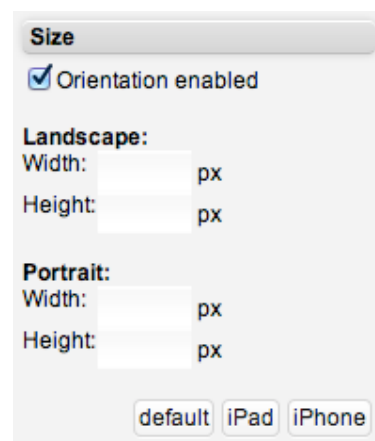 Size
Orientation enabled
Landscape:
Width: px
Height: px
Portrait:
Width: px
Height: px
default iPad iPhone